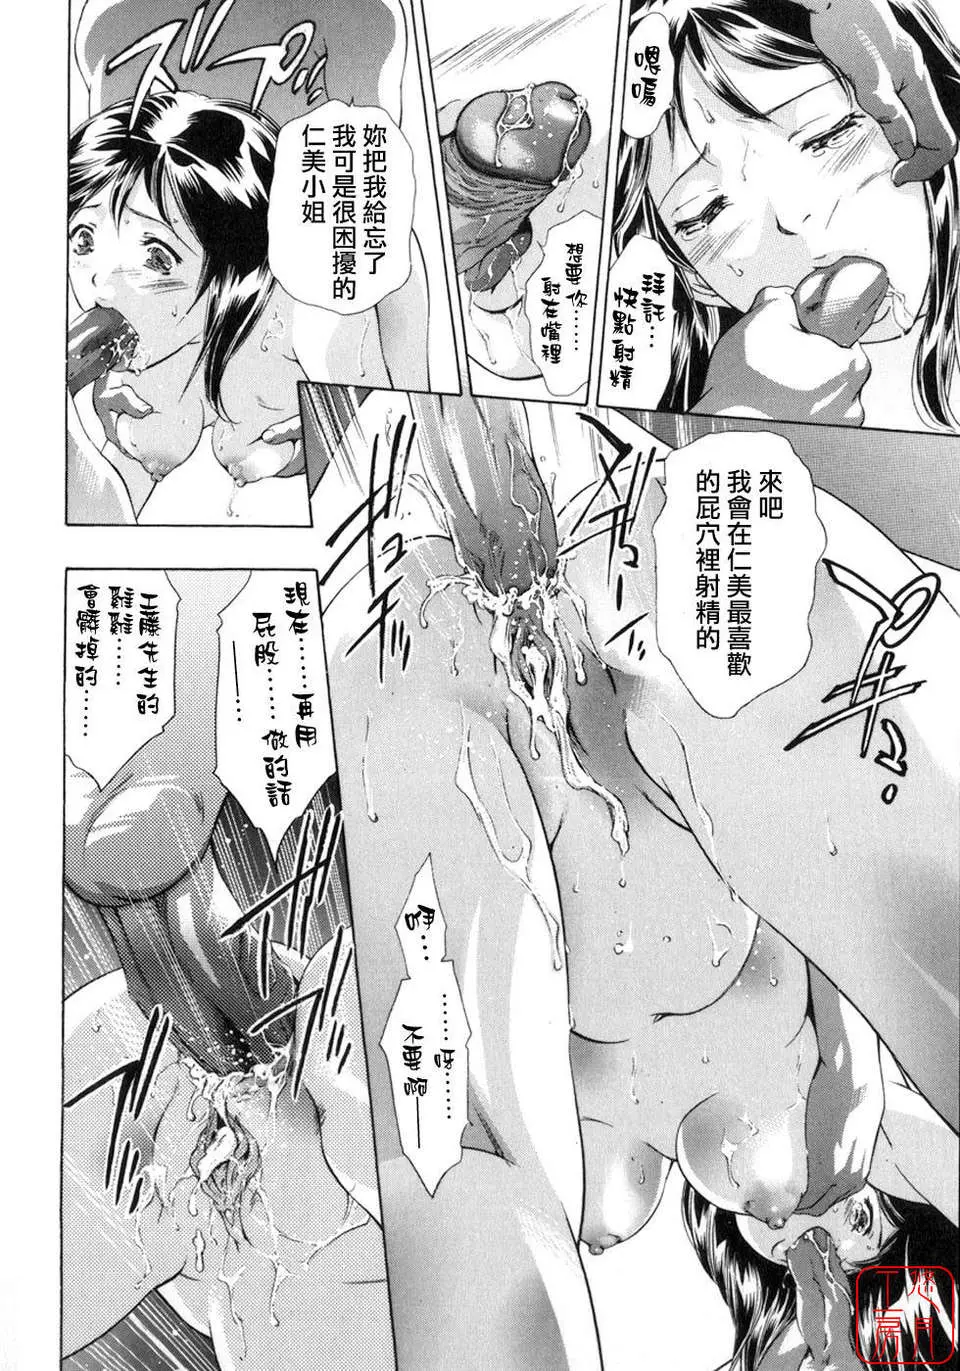 嗯嗚
拜託…
快點射精
想要你……
射在嘴裡
妳把我給忘了
我可是很困擾的
仁美小姐
來吧
我會在仁美最喜歡
的屁穴裡射精的
咿…
……呀…
不要啊——
現在……再用
屁股……做的話
——
工藤先生的
雞雞……
會髒掉的……